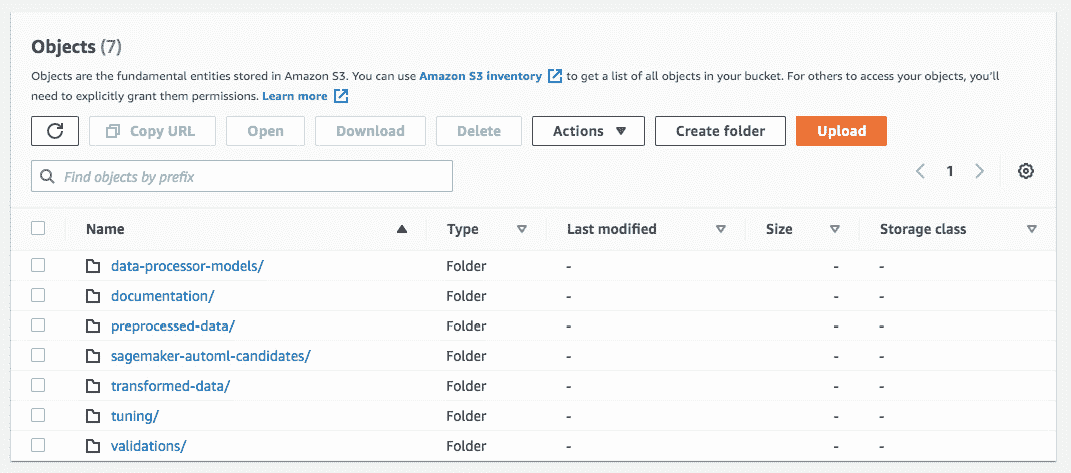 Objects (7)
Objects are the fundamental entities stored in Amazon S3. You can use Amazon S3 inventory to get a list of all objects in your bucket. For others to access your objects, you'll
need to explicitly grant them permissions. Learn more
Copy URL Open Download Delete Actions Create folder Upload
Find objects by prefix 1
Name Type Last modified Size Storage class
data-processor-models/ Folder - - -
documentation/ Folder - - -
preprocessed-data/ Folder - - -
sagemaker-automl-candidates/ Folder - - -
transformed-data/ Folder - - -
tuning/ Folder - - -
validations/ Folder - - -